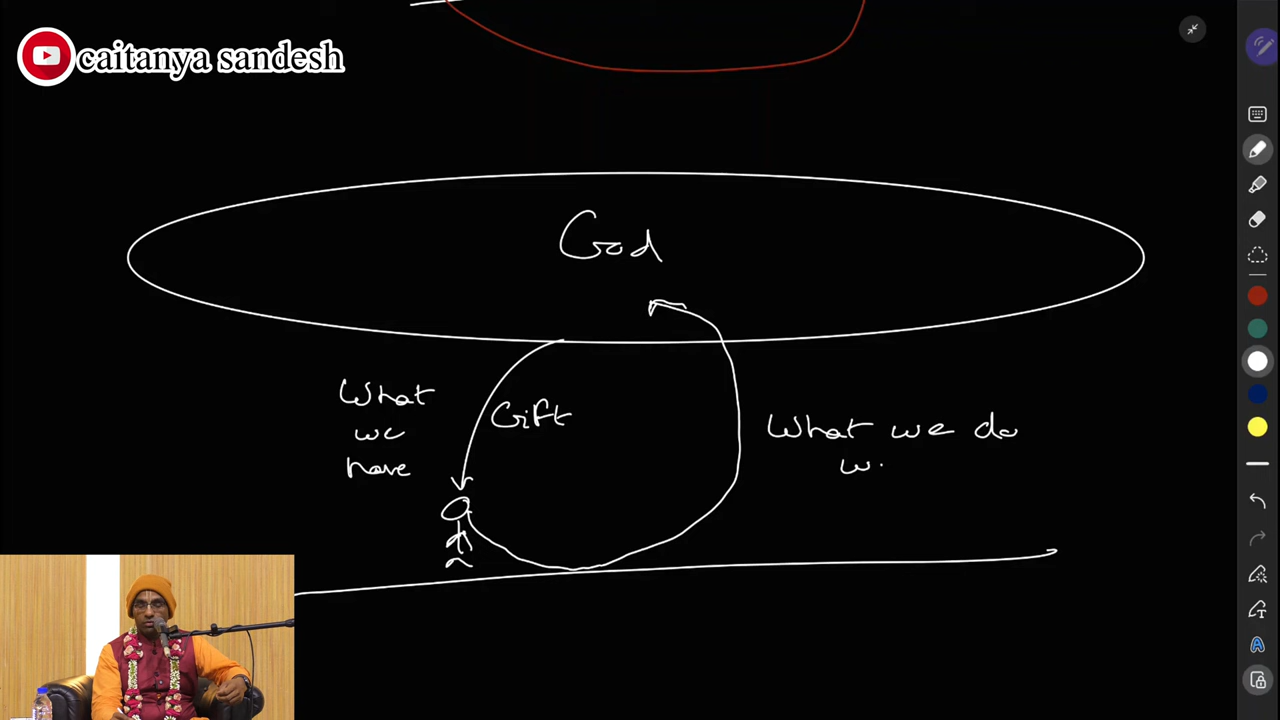 caitanya sandesh
God
What
we
have
Gift
What we do
w